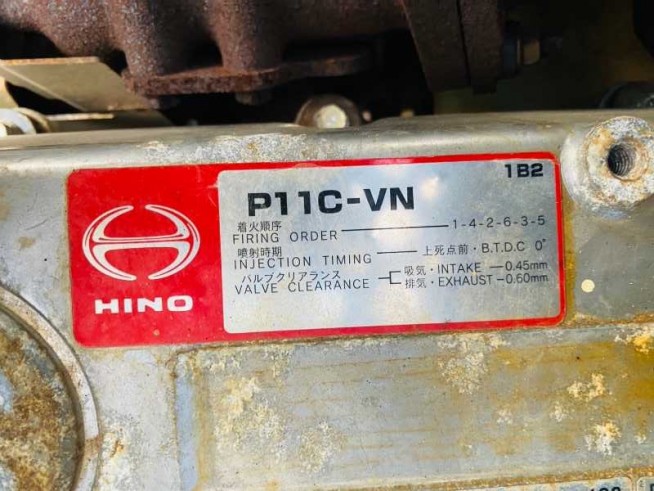 1B2
P11C-VN
着火順序
FIRING ORDER 1-4-2-6-3-5
噴射時期
INJECTION TIMING 上死点前・B.T.D.C 0°
バルブクリアランス
VALVE CLEARANCE
吸気・INTAKE 0.45mm
排気・EXHAUST 0.60mm
HINO